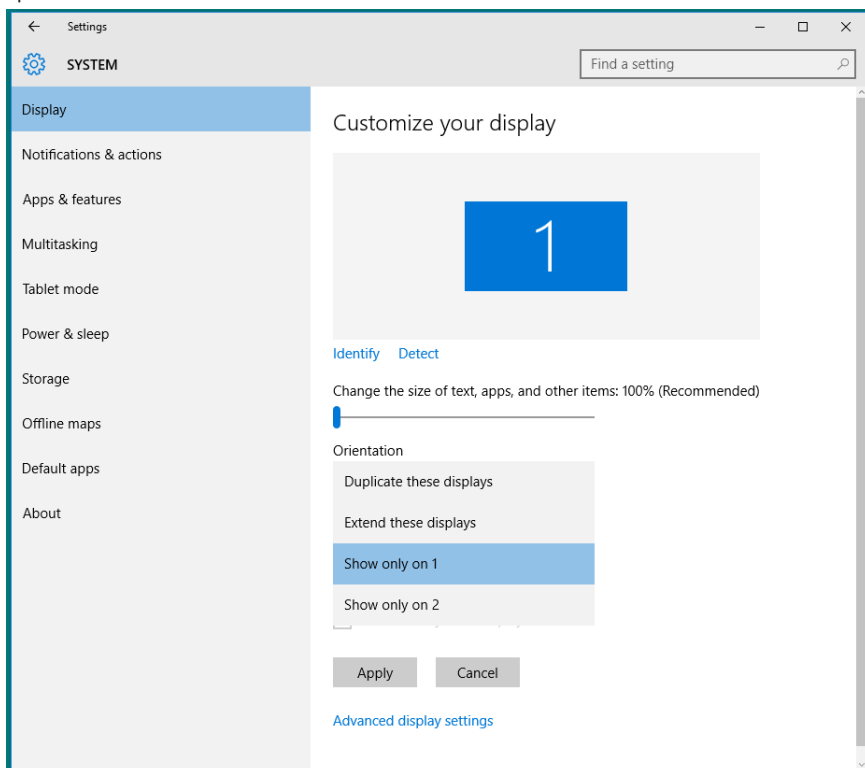 Settings
SYSTEM
Find a setting
Display
Notifications & actions
Apps & features
Multitasking
Tablet mode
Power & sleep
Storage
Offline maps
Default apps
About
Customize your display
1
Identify Detect
Change the size of text, apps, and other items: 100% (Recommended)
Orientation
Duplicate these displays
Extend these displays
Show only on 1
Show only on 2
Apply Cancel
Advanced display settings